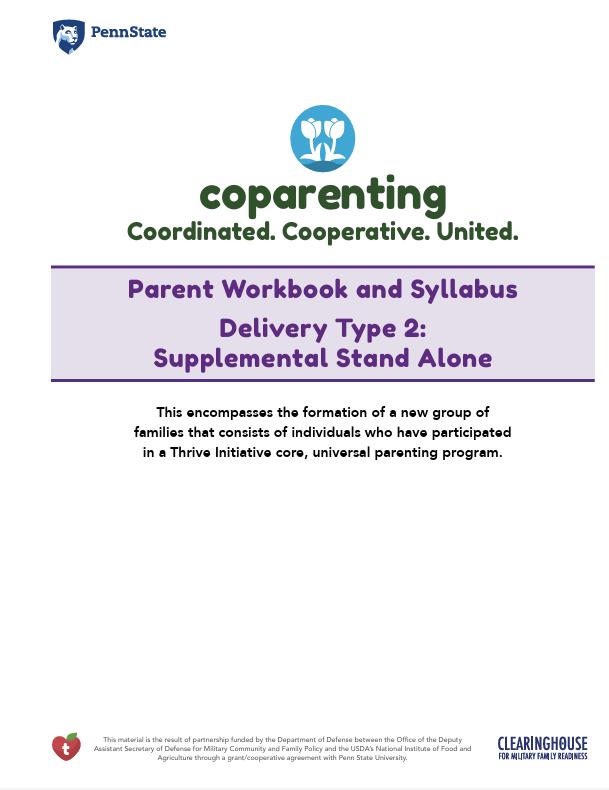 PennState
coparenting
Coordinated. Cooperative. United.
Parent Workbook and Syllabus
Delivery Type 2:
Supplemental Stand Alone
This encompasses the formation of a new group of
families that consists of individuals who have participated
in a Thrive Initiative core, universal parenting program.
t
This material is the result of partnership funded by the Department of Defense between the Office of the Deputy
Assistant Secretary of Defense for Military Community and Family Policy and the USDA's National Institute of Food and
Agriculture through a grant/cooperative agreement with Penn State University.
CLEARINGHOUSE
FOR MILITARY FAMILY READINESS